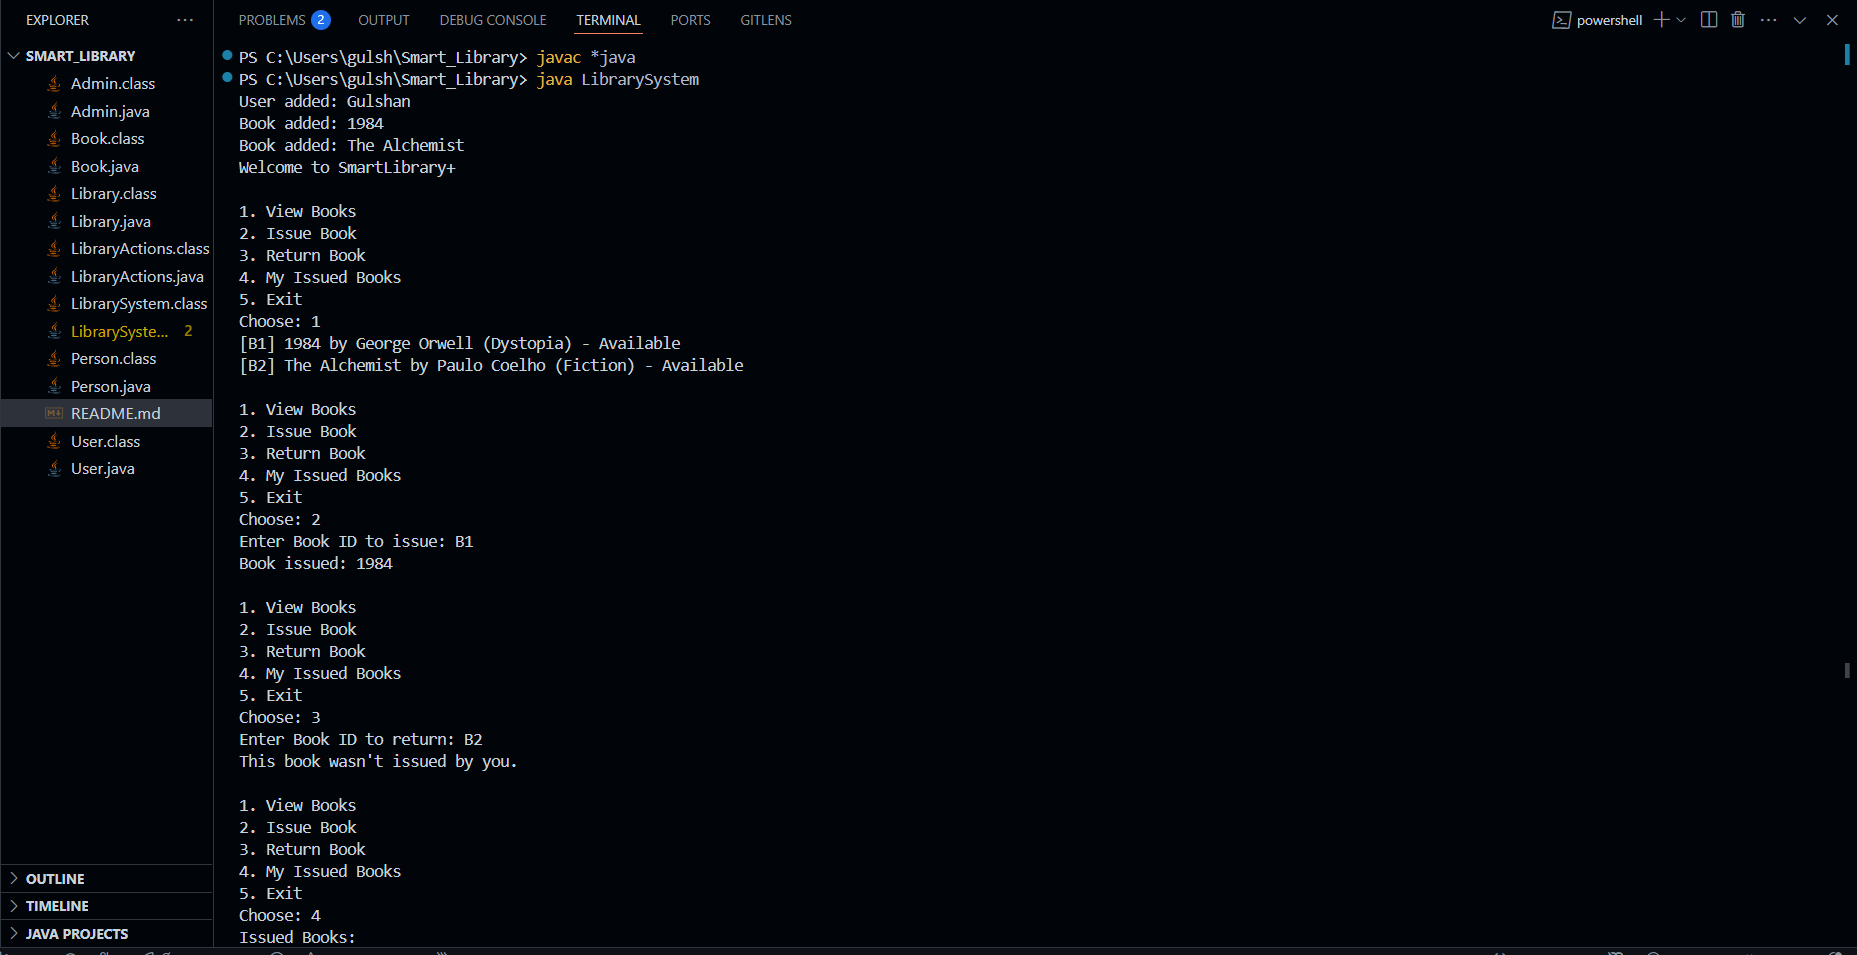 EXPLORER
SMART_LIBRARY
Admin.class
Admin.java
Book.class
Book.java
Library.class
Library.java
LibraryActions.class
LibraryActions.java
LibrarySystem.class
LibrarySyste... 2
Person.class
Person.java
README.md
User.class
User.java
OUTLINE
TIMELINE
JAVA PROJECTS
PROBLEMS 2 OUTPUT DEBUG CONSOLE TERMINAL PORTS GITLENS
powershell
PS C:\Users\gulsh\Smart_Library> javac *java
PS C:\Users\gulsh\Smart_Library> java LibrarySystem
User added: Gulshan
Book added: 1984
Book added: The Alchemist
Welcome to SmartLibrary+
1. View Books
2. Issue Book
3. Return Book
4. My Issued Books
5. Exit
Choose: 1
[B1] 1984 by George Orwell (Dystopia) - Available
[B2] The Alchemist by Paulo Coelho (Fiction) - Available
1. View Books
2. Issue Book
3. Return Book
4. My Issued Books
5. Exit
Choose: 2
Enter Book ID to issue: B1
Book issued: 1984
1. View Books
2. Issue Book
3. Return Book
4. My Issued Books
5. Exit
Choose: 3
Enter Book ID to return: B2
This book wasn't issued by you.
1. View Books
2. Issue Book
3. Return Book
4. My Issued Books
5. Exit
Choose: 4
Issued Books: